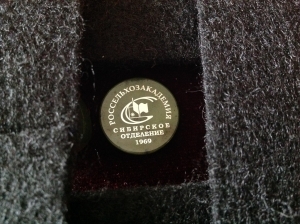 РОССЕЛЬХОЗАКАДЕМИЯ
СИБИРСКОЕ
ОТДЕЛЕНИЕ
1969